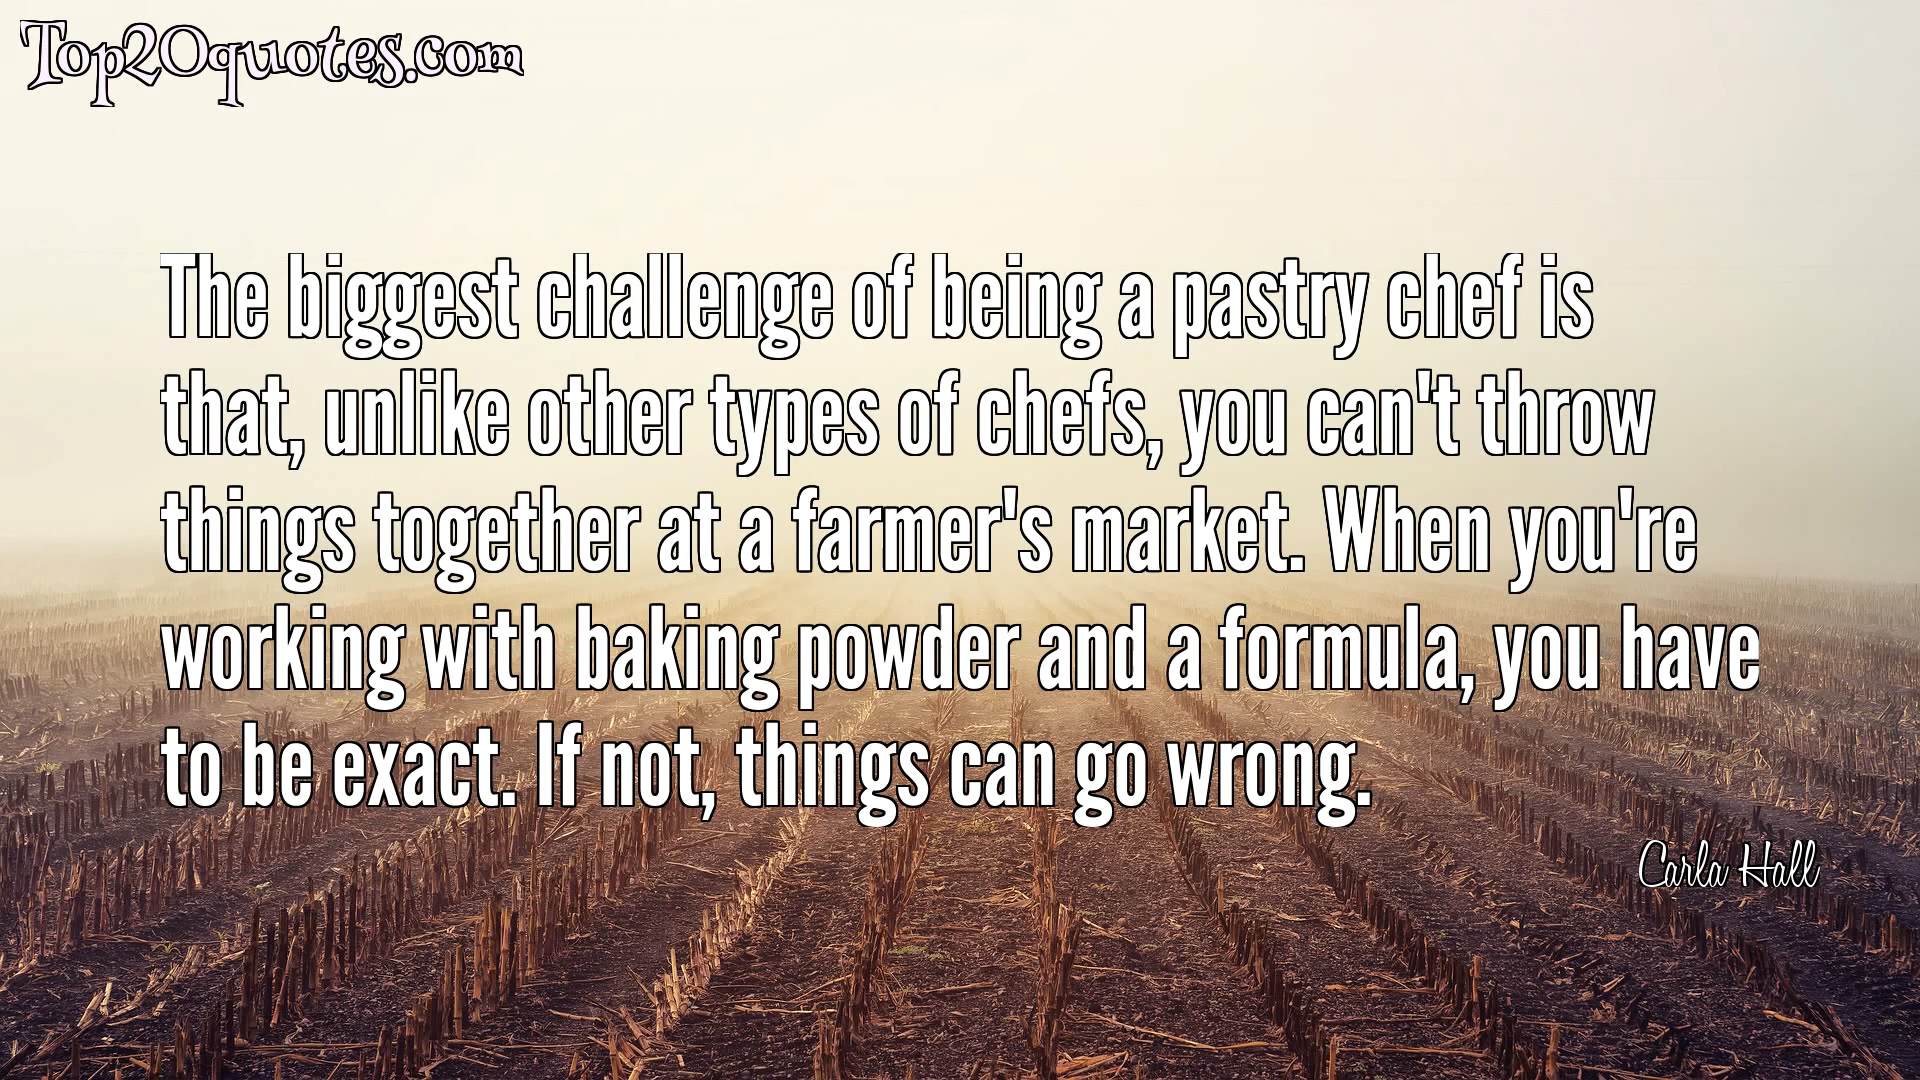 Top20quotes.com
The biggest challenge of being a pastry chef is
that, unlike other types of chefs, you can't throw
things together at a farmer's market. When you're
working with baking powder and a formula, you have
to be exact. If not, things can go wrong.
Carla Hall